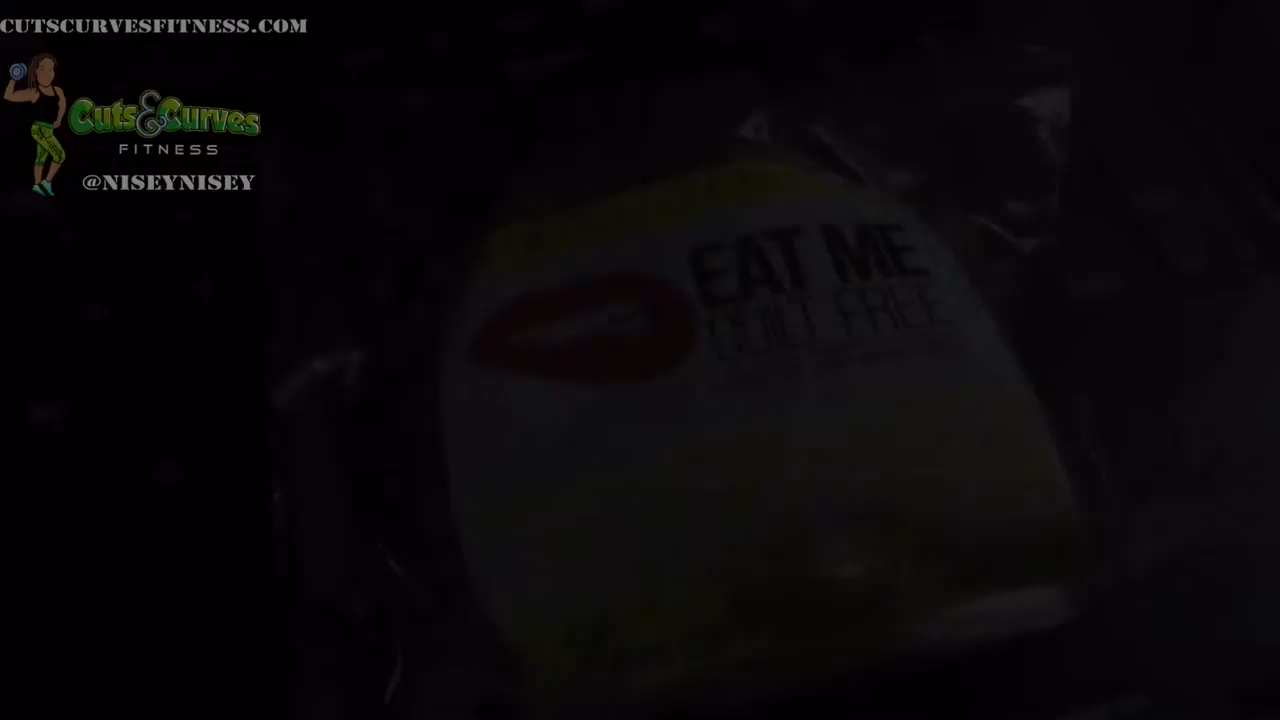 CUTSCURVESFITNESS.COM
Cuts & Curves
FITNESS
@NISEYNISEY
EAT ME
GUILT FREE